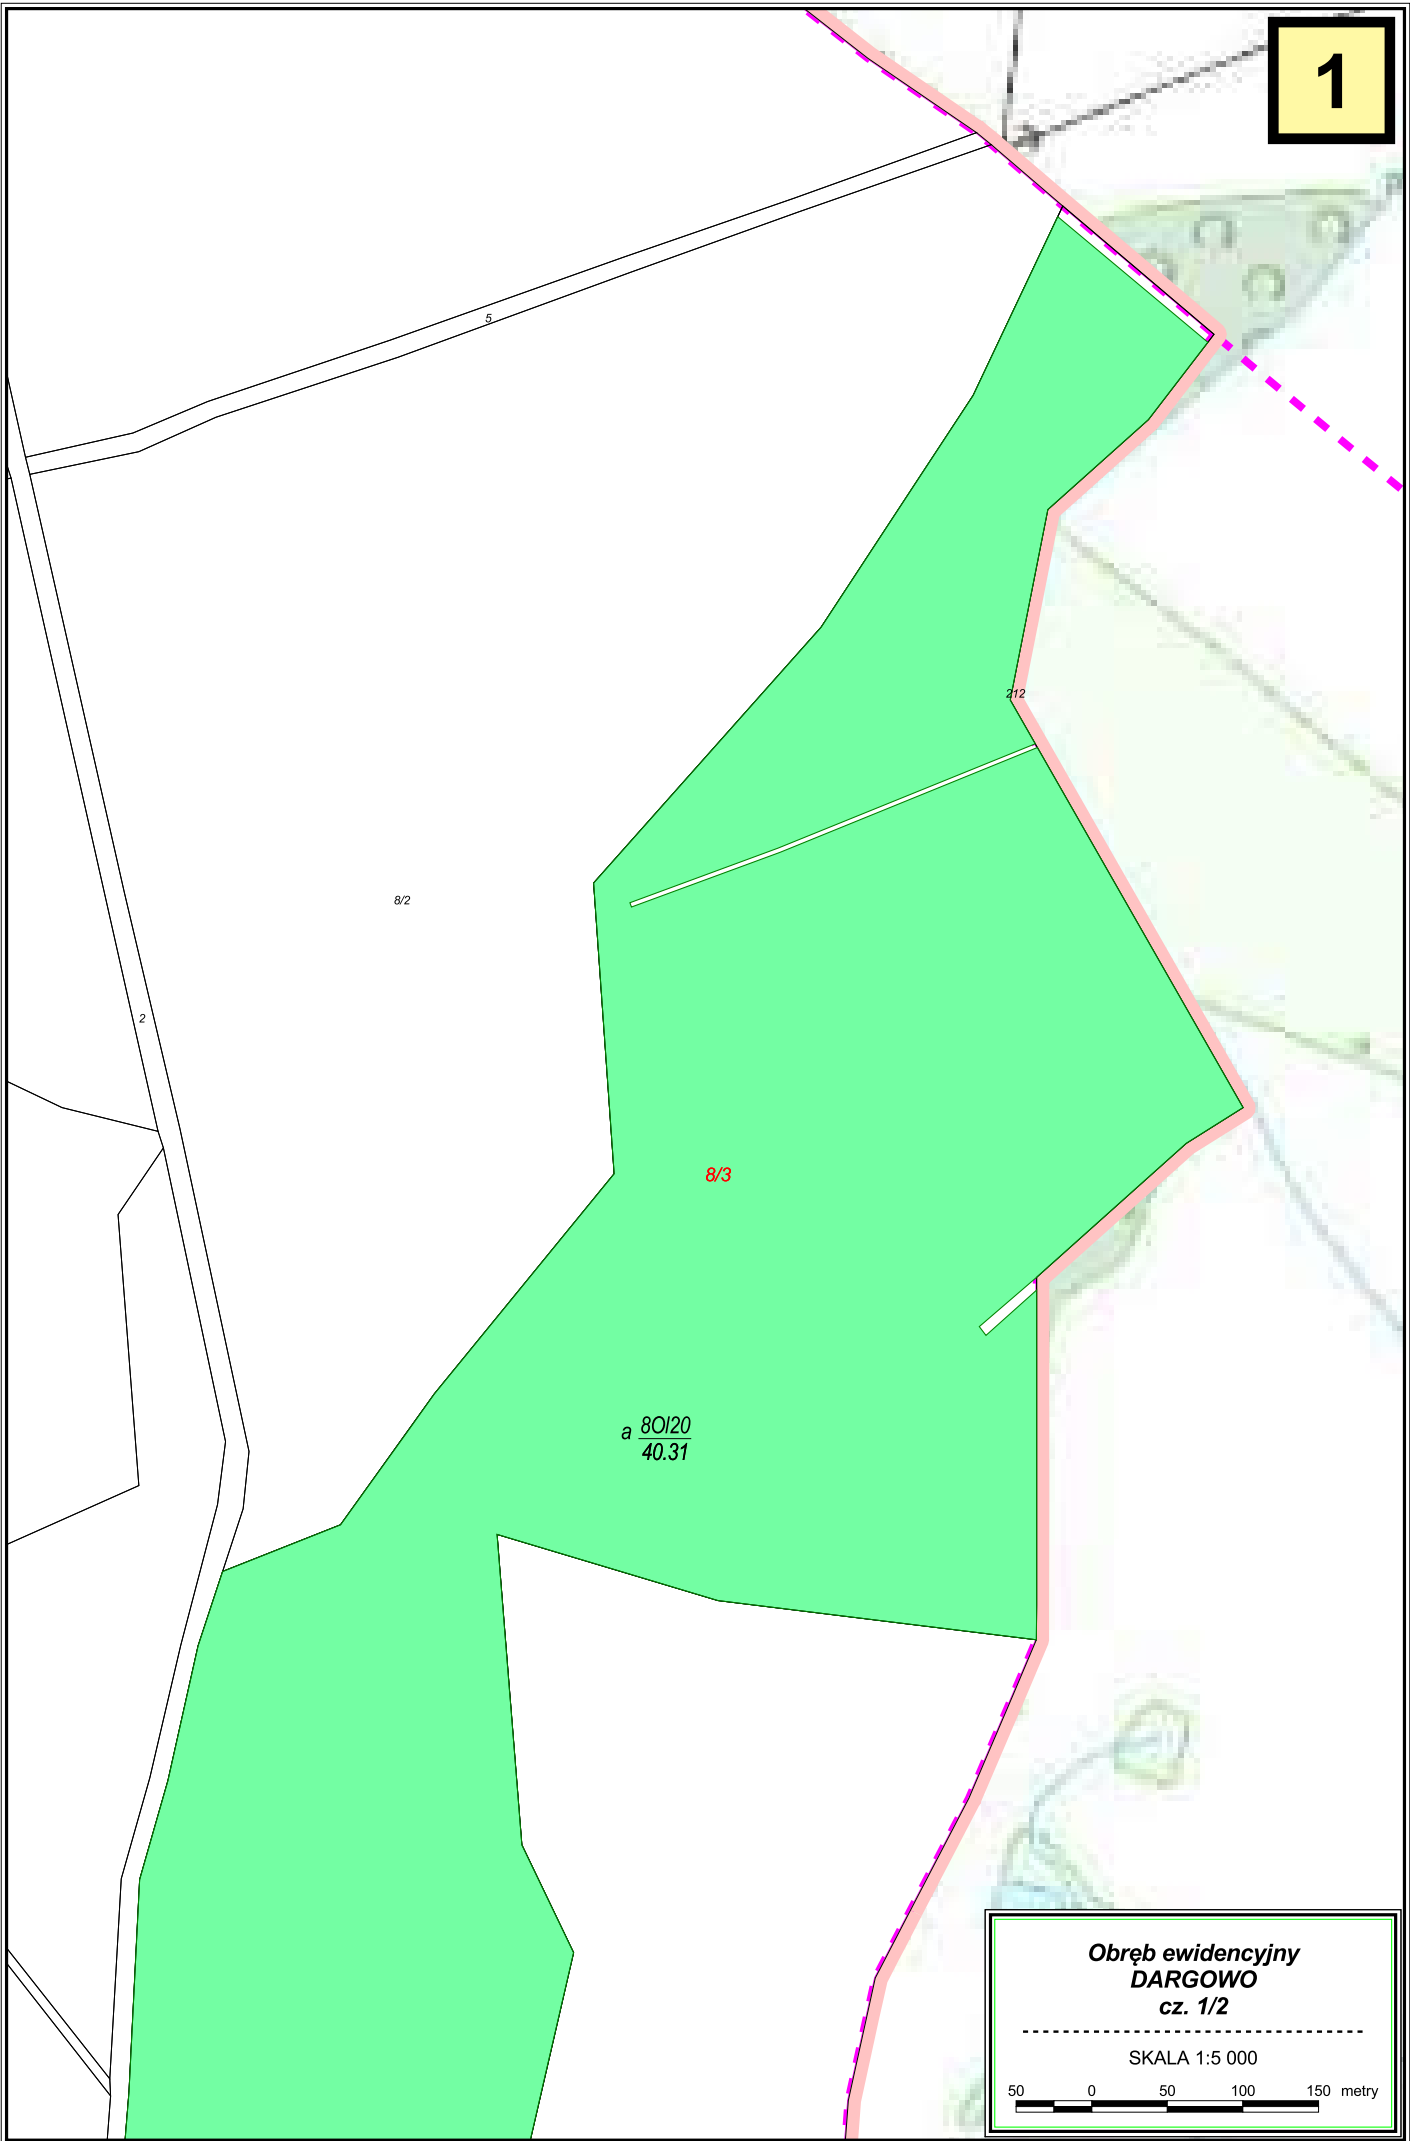 1
5
212
8/2
2
8/3
a 8Ol20
40.31
Obręb ewidencyjny
DARGOWO
cz. 1/2
SKALA 1:5 000
50 0 50 100 150 metry